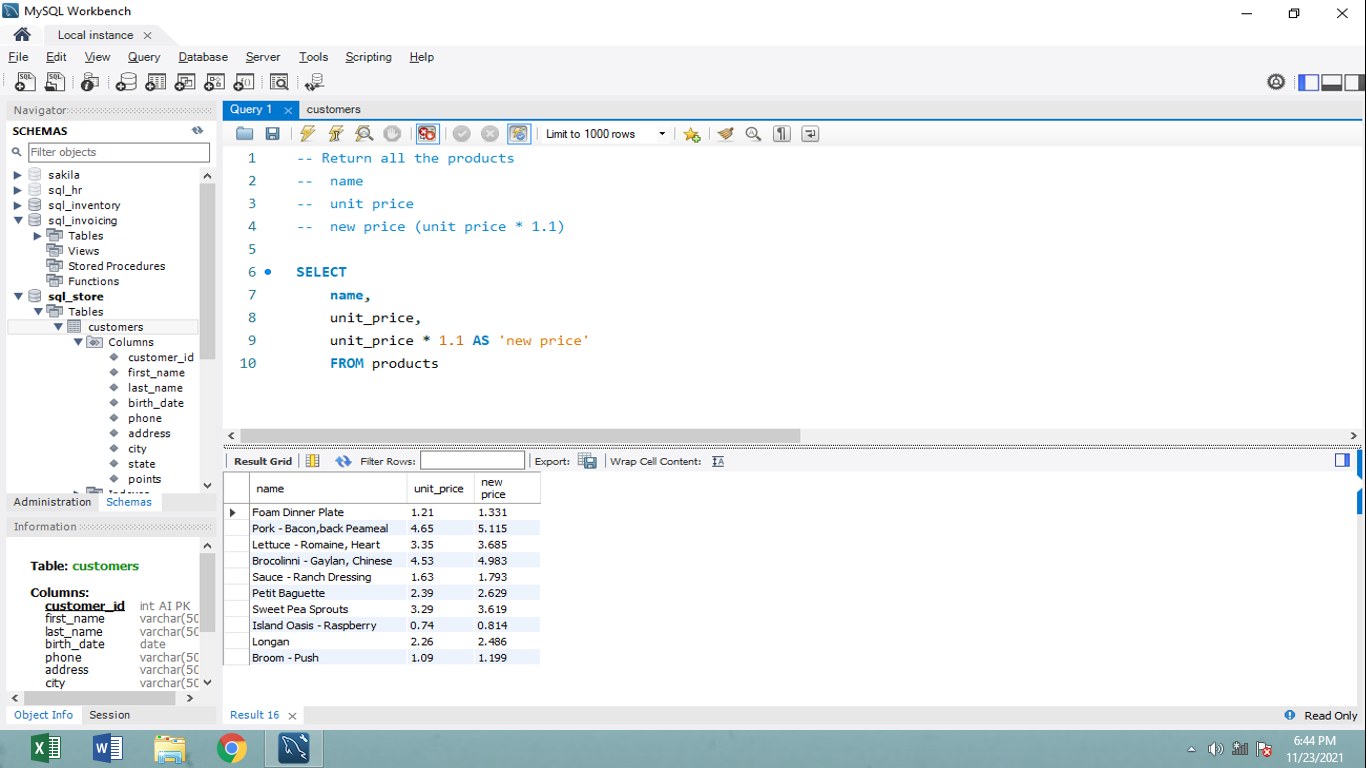 MySQL Workbench
Local instance
File Edit View Query Database Server Tools Scripting Help
Navigator
SCHEMAS
Filter objects
sakila
sql_hr
sql_inventory
sql_invoicing
Tables
Views
Stored Procedures
Functions
sql_store
Tables
customers
Columns
customer_id
first_name
last_name
birth_date
phone
address
city
state
points
Administration Schemas
Information
Table: customers
Columns:
customer_id int AI PK
first_name varchar(50
last_name varchar(50
birth_date date
phone varchar(50
address varchar(50
city varchar(50
Object Info Session
Query 1 customers
Limit to 1000 rows
1 -- Return all the products
2 -- name
3 -- unit price
4 -- new price (unit price * 1.1)
5
6 SELECT
7 name,
8 unit_price,
9 unit_price * 1.1 AS 'new price'
10 FROM products
Result Grid Filter Rows: Export: Wrap Cell Content:
name unit_price new price
Foam Dinner Plate 1.21 1.331
Pork - Bacon,back Peameal 4.65 5.115
Lettuce - Romaine, Heart 3.35 3.685
Brocolinni - Gaylan, Chinese 4.53 4.983
Sauce - Ranch Dressing 1.63 1.793
Petit Baguette 2.39 2.629
Sweet Pea Sprouts 3.29 3.619
Island Oasis - Raspberry 0.74 0.814
Longan 2.26 2.486
Broom - Push 1.09 1.199
Result 16 Read Only
6:44 PM
11/23/2021